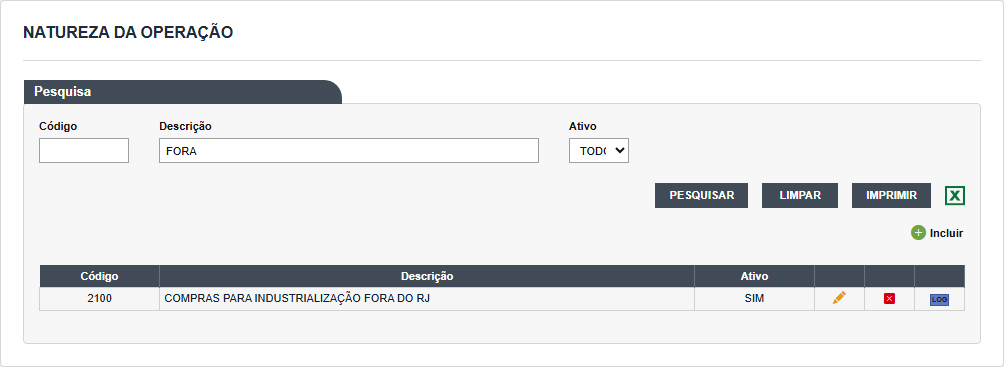 NATUREZA DA OPERAÇÃO
Pesquisa
Código Descrição Ativo
FORA TODO
PESQUISAR LIMPAR IMPRIMIR X
Incluir
Código Descrição Ativo
2100 COMPRAS PARA INDUSTRIALIZAÇÃO FORA DO RJ SIM LOG